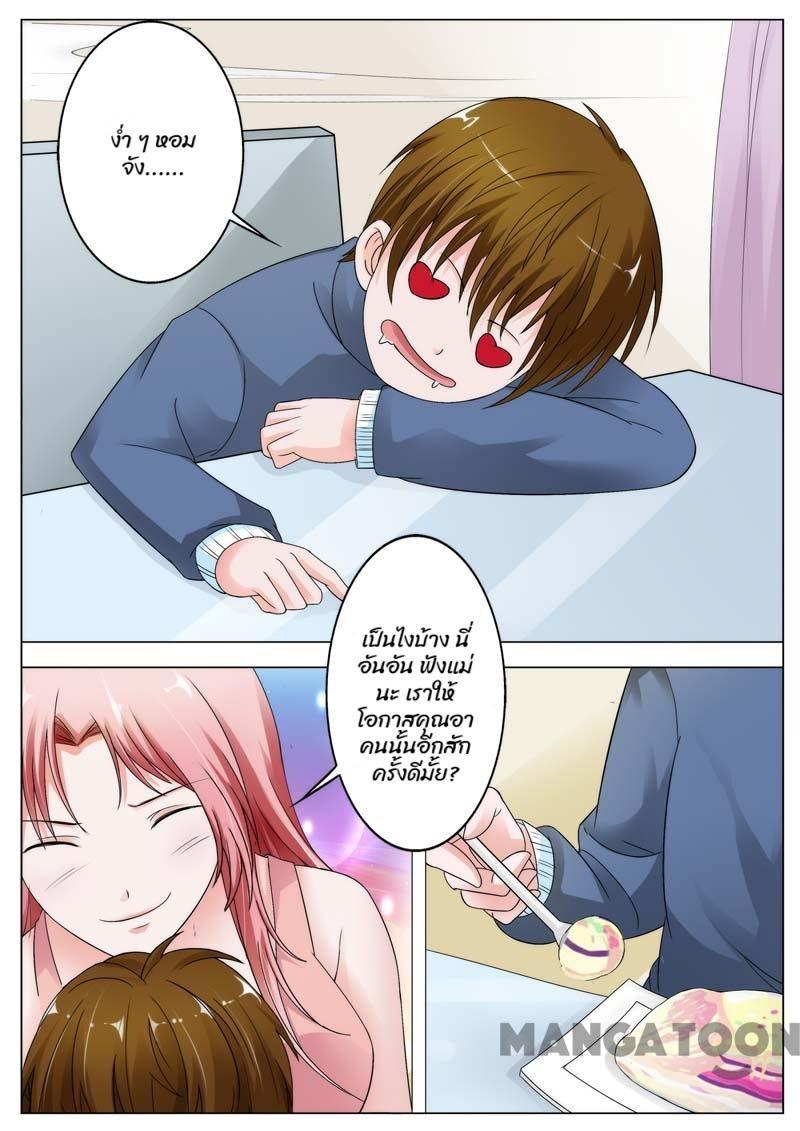 ง่ำ ๆ หอม
จัง......
เป็นไงบ้าง นี่
อันอัน ฟังแม่
นะ เราให้
โอกาสคุณอา
คนนั้นอีกสัก
ครั้งดีมั้ย?
MANGATOON